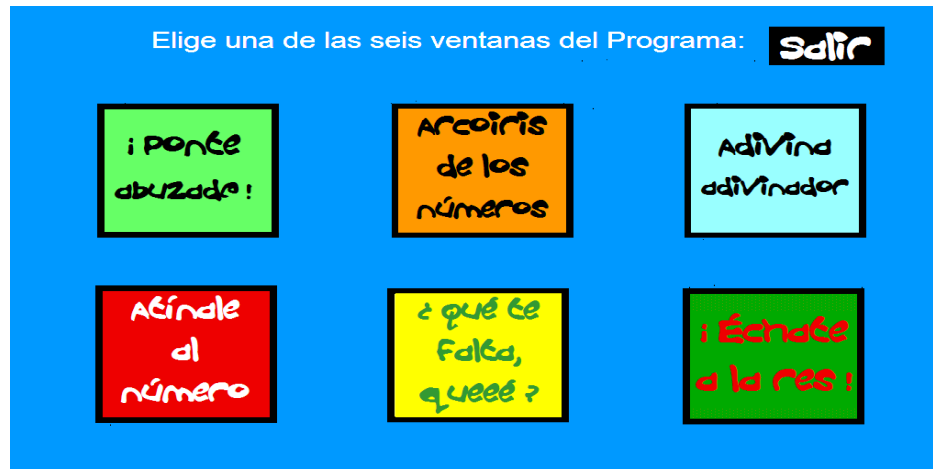 Elige una de las seis ventanas del Programa:
Salir
¡ Ponte
abuzado !
Arcoiris
de los
números
Adivina
adivinador
Atínale
al
número
¿ qué te
Falta,
queeé ?
¡ Échate
a la res !